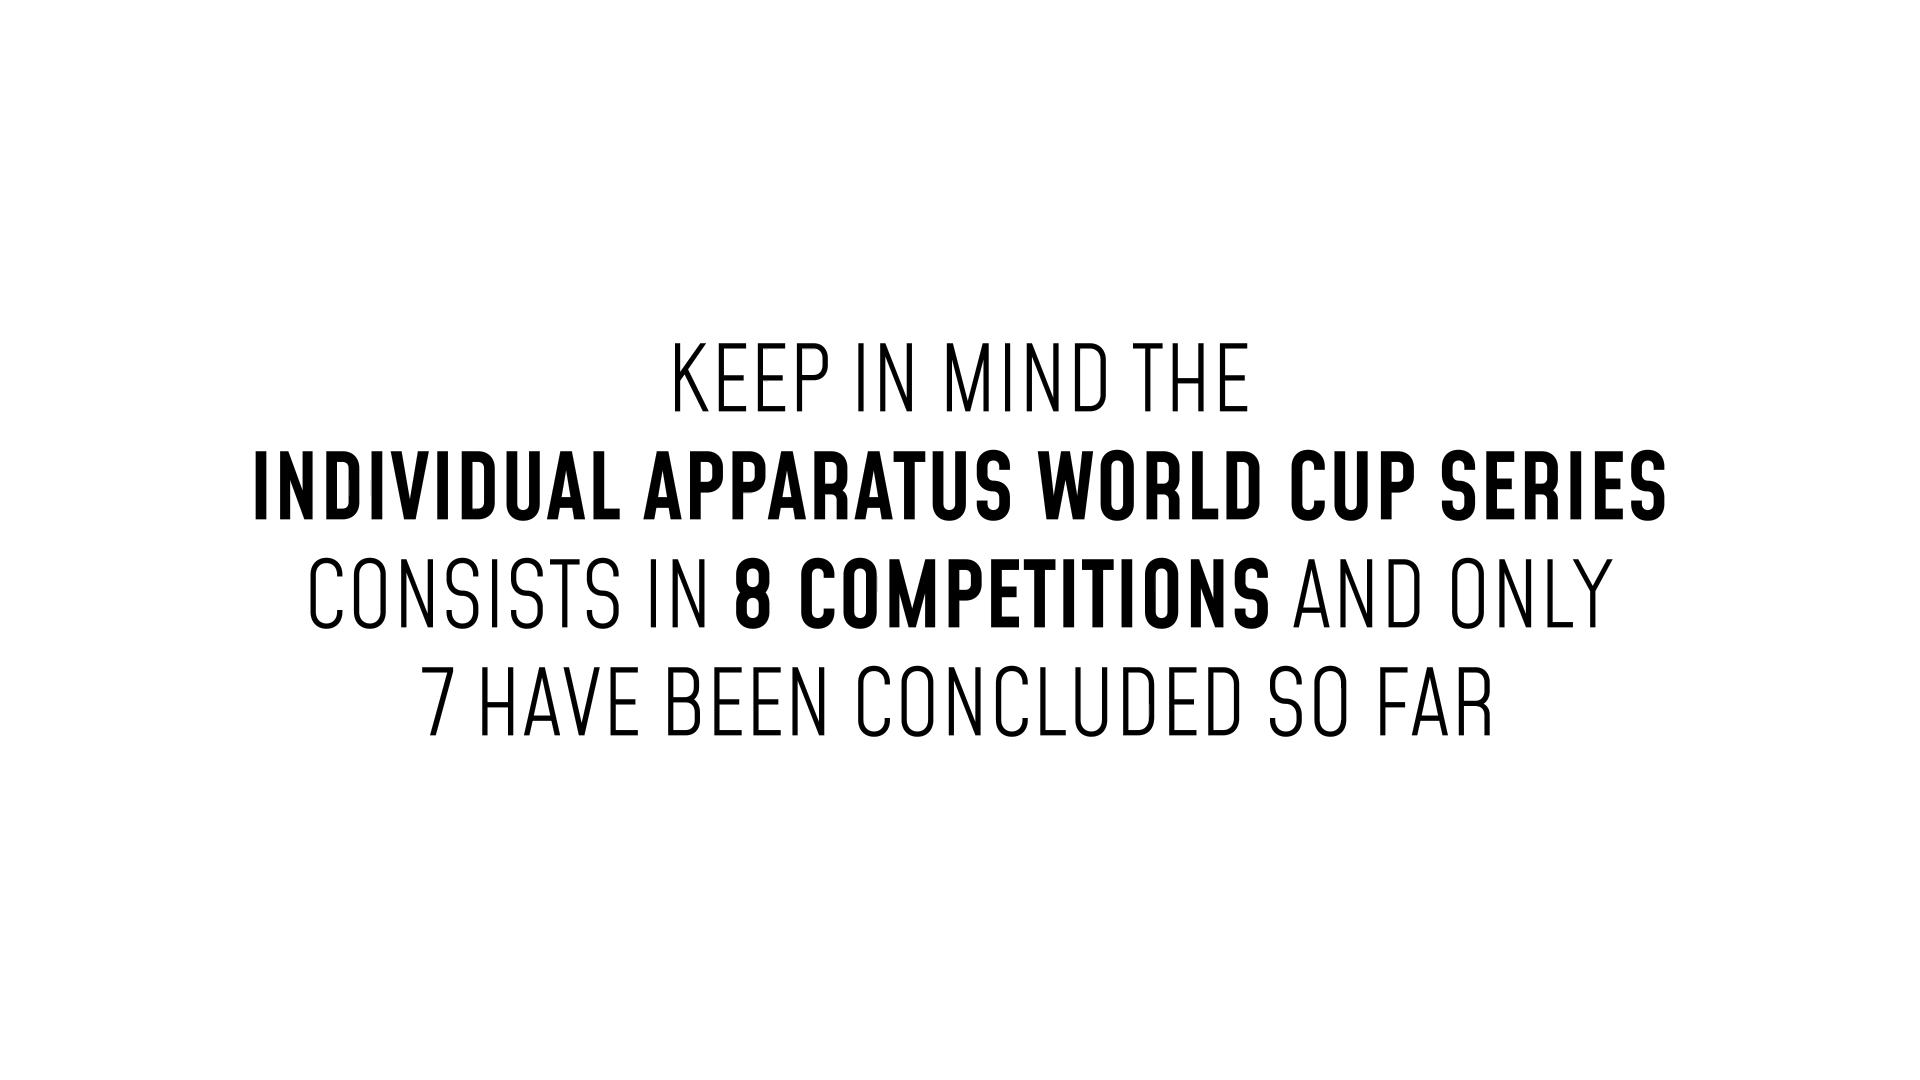 KEEP IN MIND THE
INDIVIDUAL APPARATUS WORLD CUP SERIES
CONSISTS IN 8 COMPETITIONS AND ONLY
7 HAVE BEEN CONCLUDED SO FAR